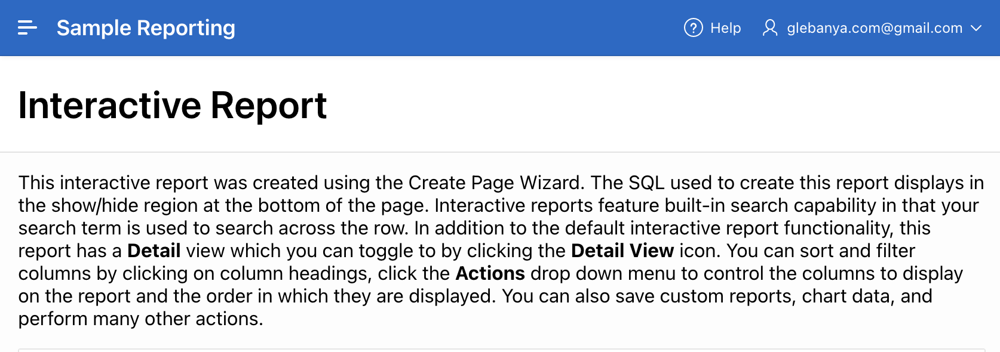 Sample Reporting
Help
glebanya.com@gmail.com
Interactive Report
This interactive report was created using the Create Page Wizard. The SQL used to create this report displays in
the show/hide region at the bottom of the page. Interactive reports feature built-in search capability in that your
search term is used to search across the row. In addition to the default interactive report functionality, this
report has a Detail view which you can toggle to by clicking the Detail View icon. You can sort and filter
columns by clicking on column headings, click the Actions drop down menu to control the columns to display
on the report and the order in which they are displayed. You can also save custom reports, chart data, and
perform many other actions.